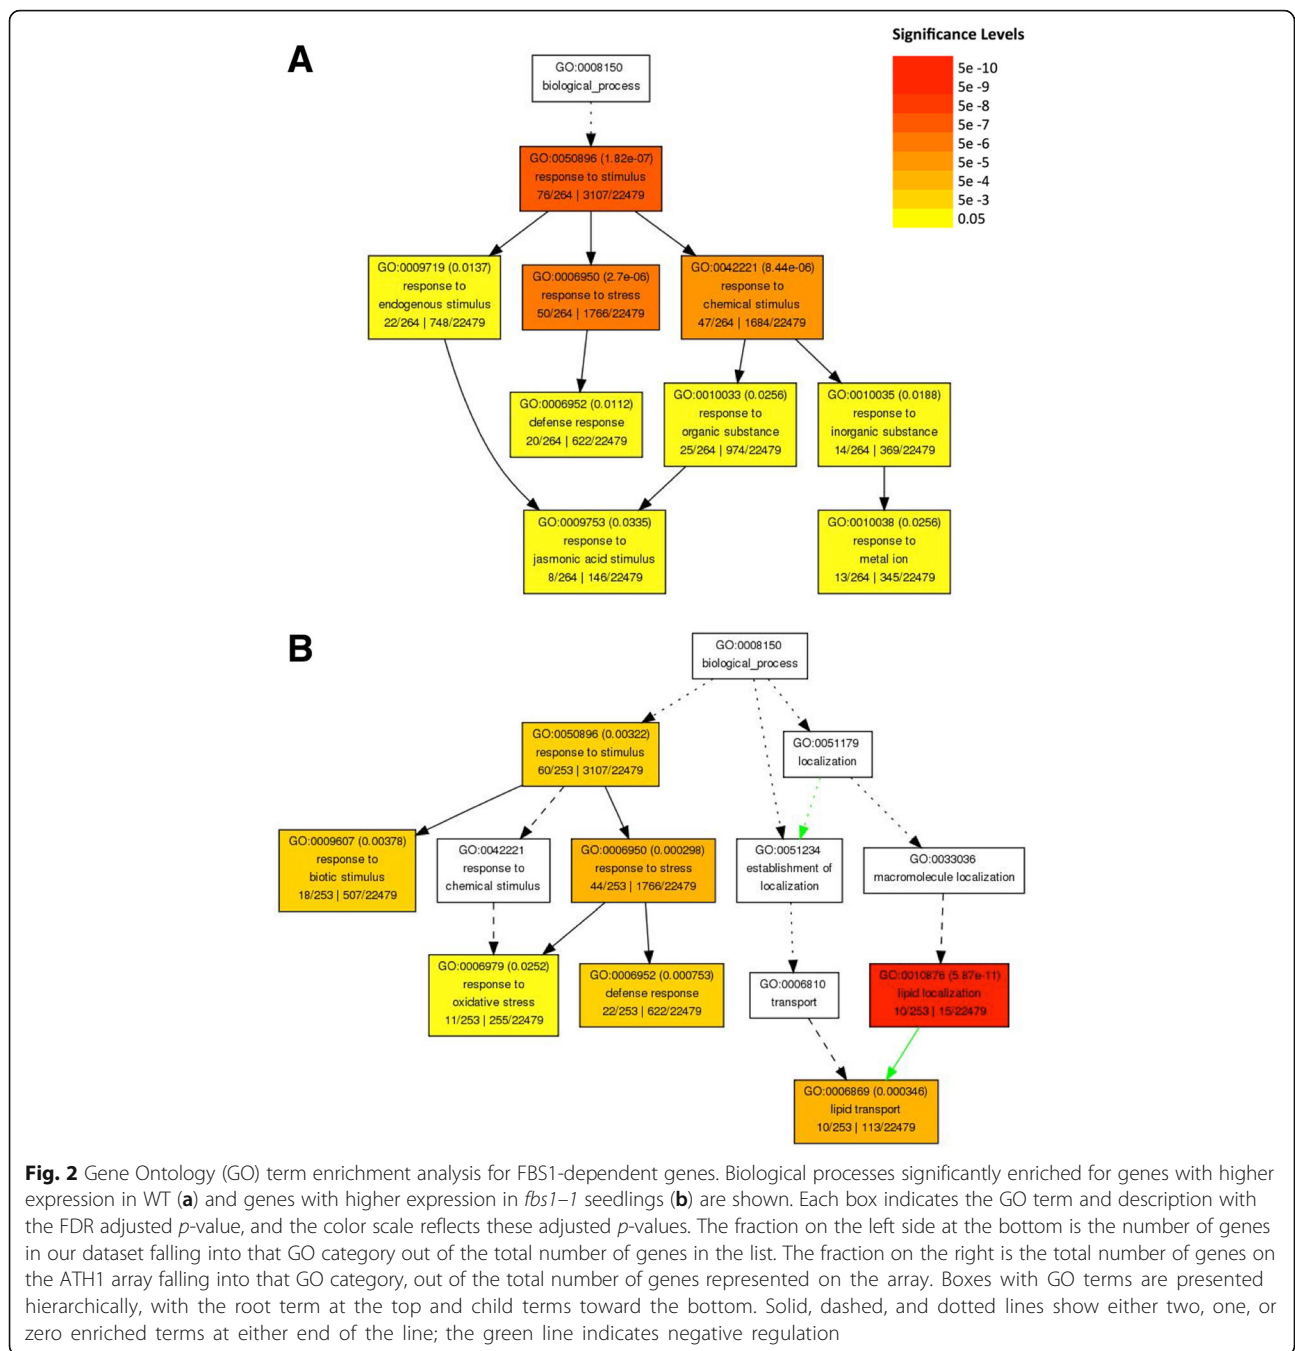 A
Significance Levels
5e -10
5e -9
5e -8
5e -7
5e -6
5e -5
5e -4
5e -3
0.05
GO:0008150
biological_process
GO:0050896 (1.82e-07)
response to stimulus
76/264 | 3107/22479
GO:0009719 (0.0137)
response to
endogenous stimulus
22/264 | 748/22479
GO:0006950 (2.7e-06)
response to stress
50/264 | 1766/22479
GO:0042221 (8.44e-06)
response to
chemical stimulus
47/264 | 1684/22479
GO:0006952 (0.0112)
defense response
20/264 | 622/22479
GO:0010033 (0.0256)
response to
organic substance
25/264 | 974/22479
GO:0010035 (0.0188)
response to
inorganic substance
14/264 | 369/22479
GO:0009753 (0.0335)
response to
jasmonic acid stimulus
8/264 | 146/22479
GO:0010038 (0.0256)
response to
metal ion
13/264 | 345/22479
B
GO:0008150
biological_process
GO:0050896 (0.00322)
response to stimulus
60/253 | 3107/22479
GO:0051179
localization
GO:0009607 (0.00378)
response to
biotic stimulus
18/253 | 507/22479
GO:0042221
response to
chemical stimulus
GO:0006950 (0.000298)
response to stress
44/253 | 1766/22479
GO:0051234
establishment of
localization
GO:0033036
macromolecule localization
GO:0006979 (0.0252)
response to
oxidative stress
11/253 | 255/22479
GO:0006952 (0.000753)
defense response
22/253 | 622/22479
GO:0006810
transport
GO:0010876 (5.87e-11)
lipid localization
10/253 | 15/22479
GO:0006869 (0.000346)
lipid transport
10/253 | 113/22479
Fig. 2 Gene Ontology (GO) term enrichment analysis for FBS1-dependent genes. Biological processes significantly enriched for genes with higher
expression in WT (a) and genes with higher expression in fbs1–1 seedlings (b) are shown. Each box indicates the GO term and description with
the FDR adjusted p-value, and the color scale reflects these adjusted p-values. The fraction on the left side at the bottom is the number of genes
in our dataset falling into that GO category out of the total number of genes in the list. The fraction on the right is the total number of genes on
the ATH1 array falling into that GO category, out of the total number of genes represented on the array. Boxes with GO terms are presented
hierarchically, with the root term at the top and child terms toward the bottom. Solid, dashed, and dotted lines show either two, one, or
zero enriched terms at either end of the line; the green line indicates negative regulation